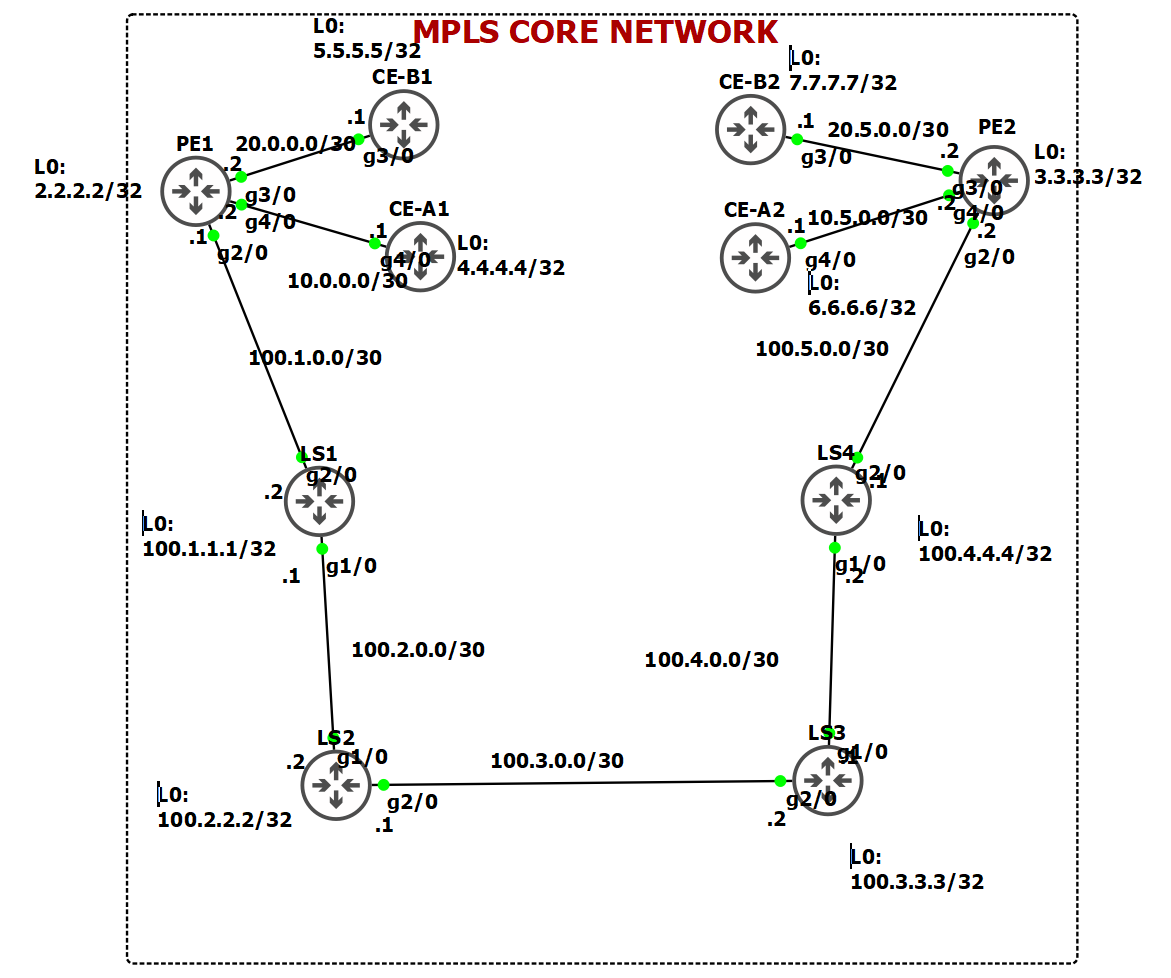 MPLS CORE NETWORK
L0:
5.5.5.5/32
CE-B1
.1
20.0.0.0/30
g3/0
PE1
.2
g3/0
L0:
2.2.2.2/32
.2
g4/0
.1
g2/0
CE-A1
.1
g4/0
10.0.0.0/30
L0:
4.4.4.4/32
100.1.0.0/30
L0:
7.7.7.7/32
CE-B2
.1
g3/0
20.5.0.0/30
PE2
.2
g3/0
L0:
3.3.3.3/32
.2
g4/0
.2
g2/0
CE-A2
.1
10.5.0.0/30
g4/0
L0:
6.6.6.6/32
100.5.0.0/30
LS1
g2/0
.2
L0:
100.1.1.1/32
.1
g1/0
LS4
g2/0
.1
L0:
100.4.4.4/32
g1/0
.2
100.2.0.0/30
100.4.0.0/30
LS2
g1/0
.2
L0:
100.2.2.2/32
g2/0
.1
100.3.0.0/30
LS3
g1/0
.1
g2/0
.2
L0:
100.3.3.3/32